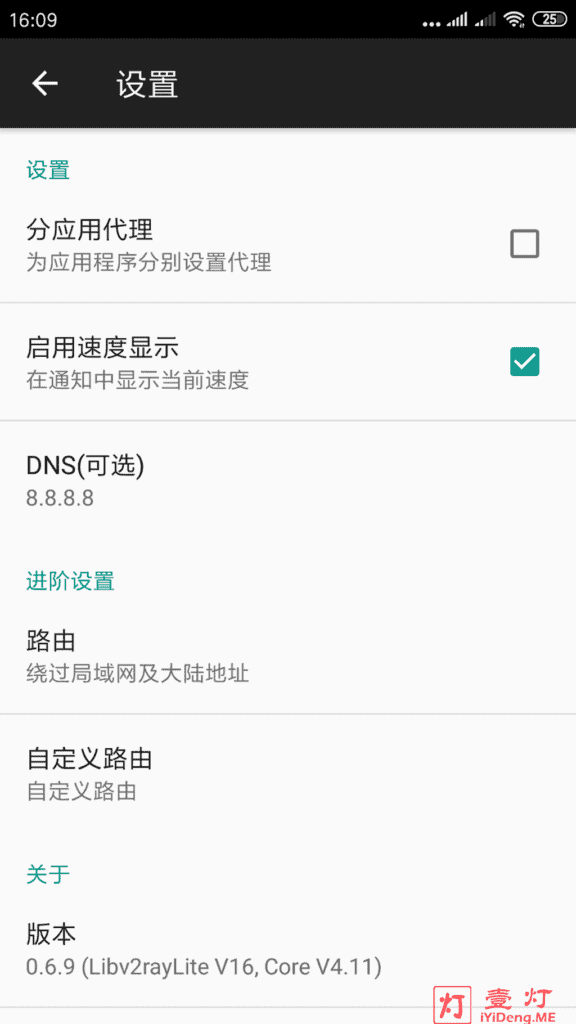 16:09
25
设置
设置
分应用代理
为应用程序分别设置代理
启用速度显示
在通知中显示当前速度
DNS(可选)
8.8.8.8
进阶设置
路由
绕过局域网及大陆地址
自定义路由
自定义路由
关于
版本
0.6.9 (Libv2rayLite V16, Core V4.11)
灯 壹灯
iYiDeng.ME